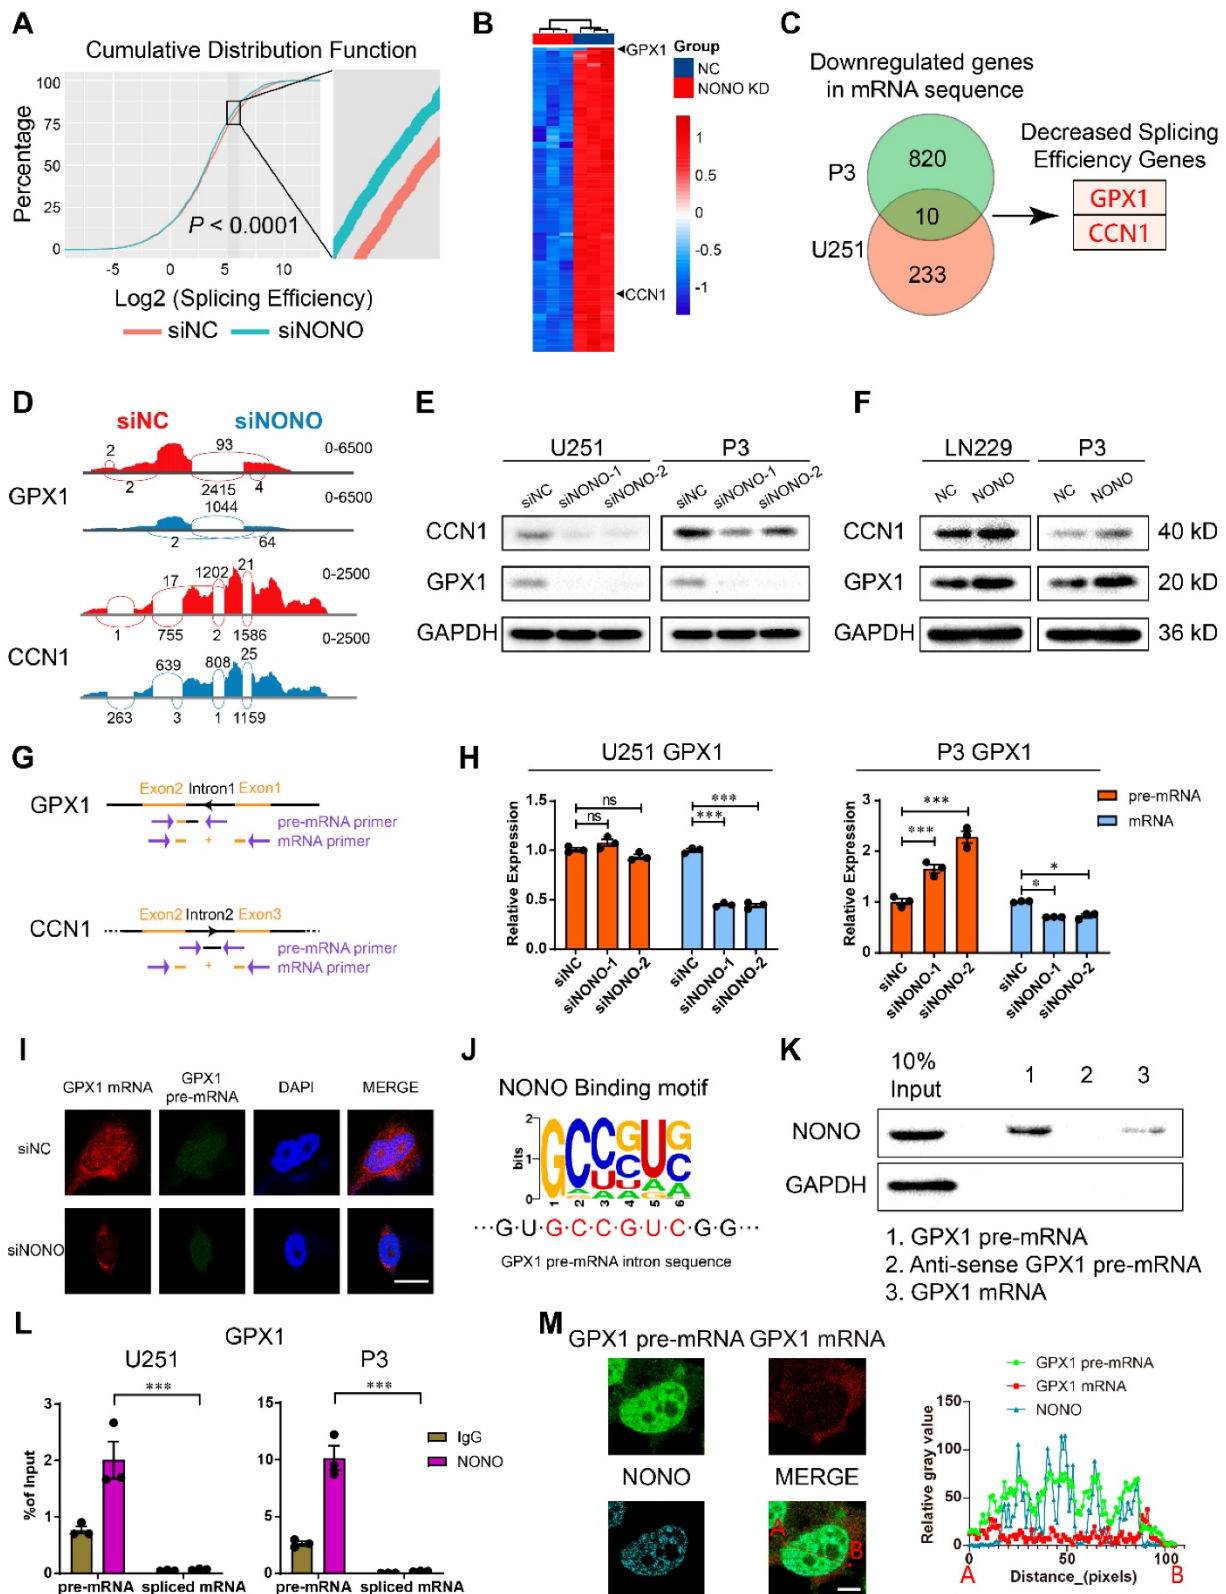 A
Cumulative Distribution Function
100
75
50
25
0
Percentage
P < 0.0001
-5 0 5 10
Log2 (Splicing Efficiency)
siNC siNONO
B
GPX1
CCN1
Group
NC
NONO KD
1
0.5
0
-0.5
-1
C
Downregulated genes
in mRNA sequence
P3
820
10
U251
233
Decreased Splicing
Efficiency Genes
GPX1
CCN1
D
siNC siNONO
GPX1
2 93 0-6500
2 2415 4
1044 0-6500
2 64
CCN1
17 1202 21 0-2500
1 755 2 1586
639 808 25 0-2500
263 3 1 1159
E
U251 P3
siNC siNONO-1 siNONO-2 siNC siNONO-1 siNONO-2
CCN1
GPX1
GAPDH
F
LN229 P3
NC NONO NC NONO
CCN1 40 kD
GPX1 20 kD
GAPDH 36 kD
G
GPX1
Exon2 Intron1 Exon1
pre-mRNA primer
+ mRNA primer
CCN1
Exon2 Intron2 Exon3
pre-mRNA primer
+ mRNA primer
H
U251 GPX1
Relative Expression
1.5
1.0
0.5
0.0
ns
ns
***
***
siNC siNONO-1 siNONO-2 siNC siNONO-1 siNONO-2
P3 GPX1
Relative Expression
3
2
1
0
***
***
*
*
siNC siNONO-1 siNONO-2 siNC siNONO-1 siNONO-2
pre-mRNA
mRNA
I
GPX1 mRNA GPX1 pre-mRNA DAPI MERGE
siNC
siNONO
J
NONO Binding motif
2
1
0
bits
1 2 3 4 5 6
···G·U·G·C·C·G·U·C·G·G···
GPX1 pre-mRNA intron sequence
K
10%
Input 1 2 3
NONO
GAPDH
1. GPX1 pre-mRNA
2. Anti-sense GPX1 pre-mRNA
3. GPX1 mRNA
L
GPX1
U251 P3
%of Input
3
2
1
0
***
pre-mRNA spliced mRNA
15
10
5
0
***
pre-mRNA spliced mRNA
IgG
NONO
M
GPX1 pre-mRNA GPX1 mRNA
NONO MERGE
A
B
GPX1 pre-mRNA
GPX1 mRNA
NONO
Relative gray value
150
100
50
0
0 50 100
A Distance_(pixels) B